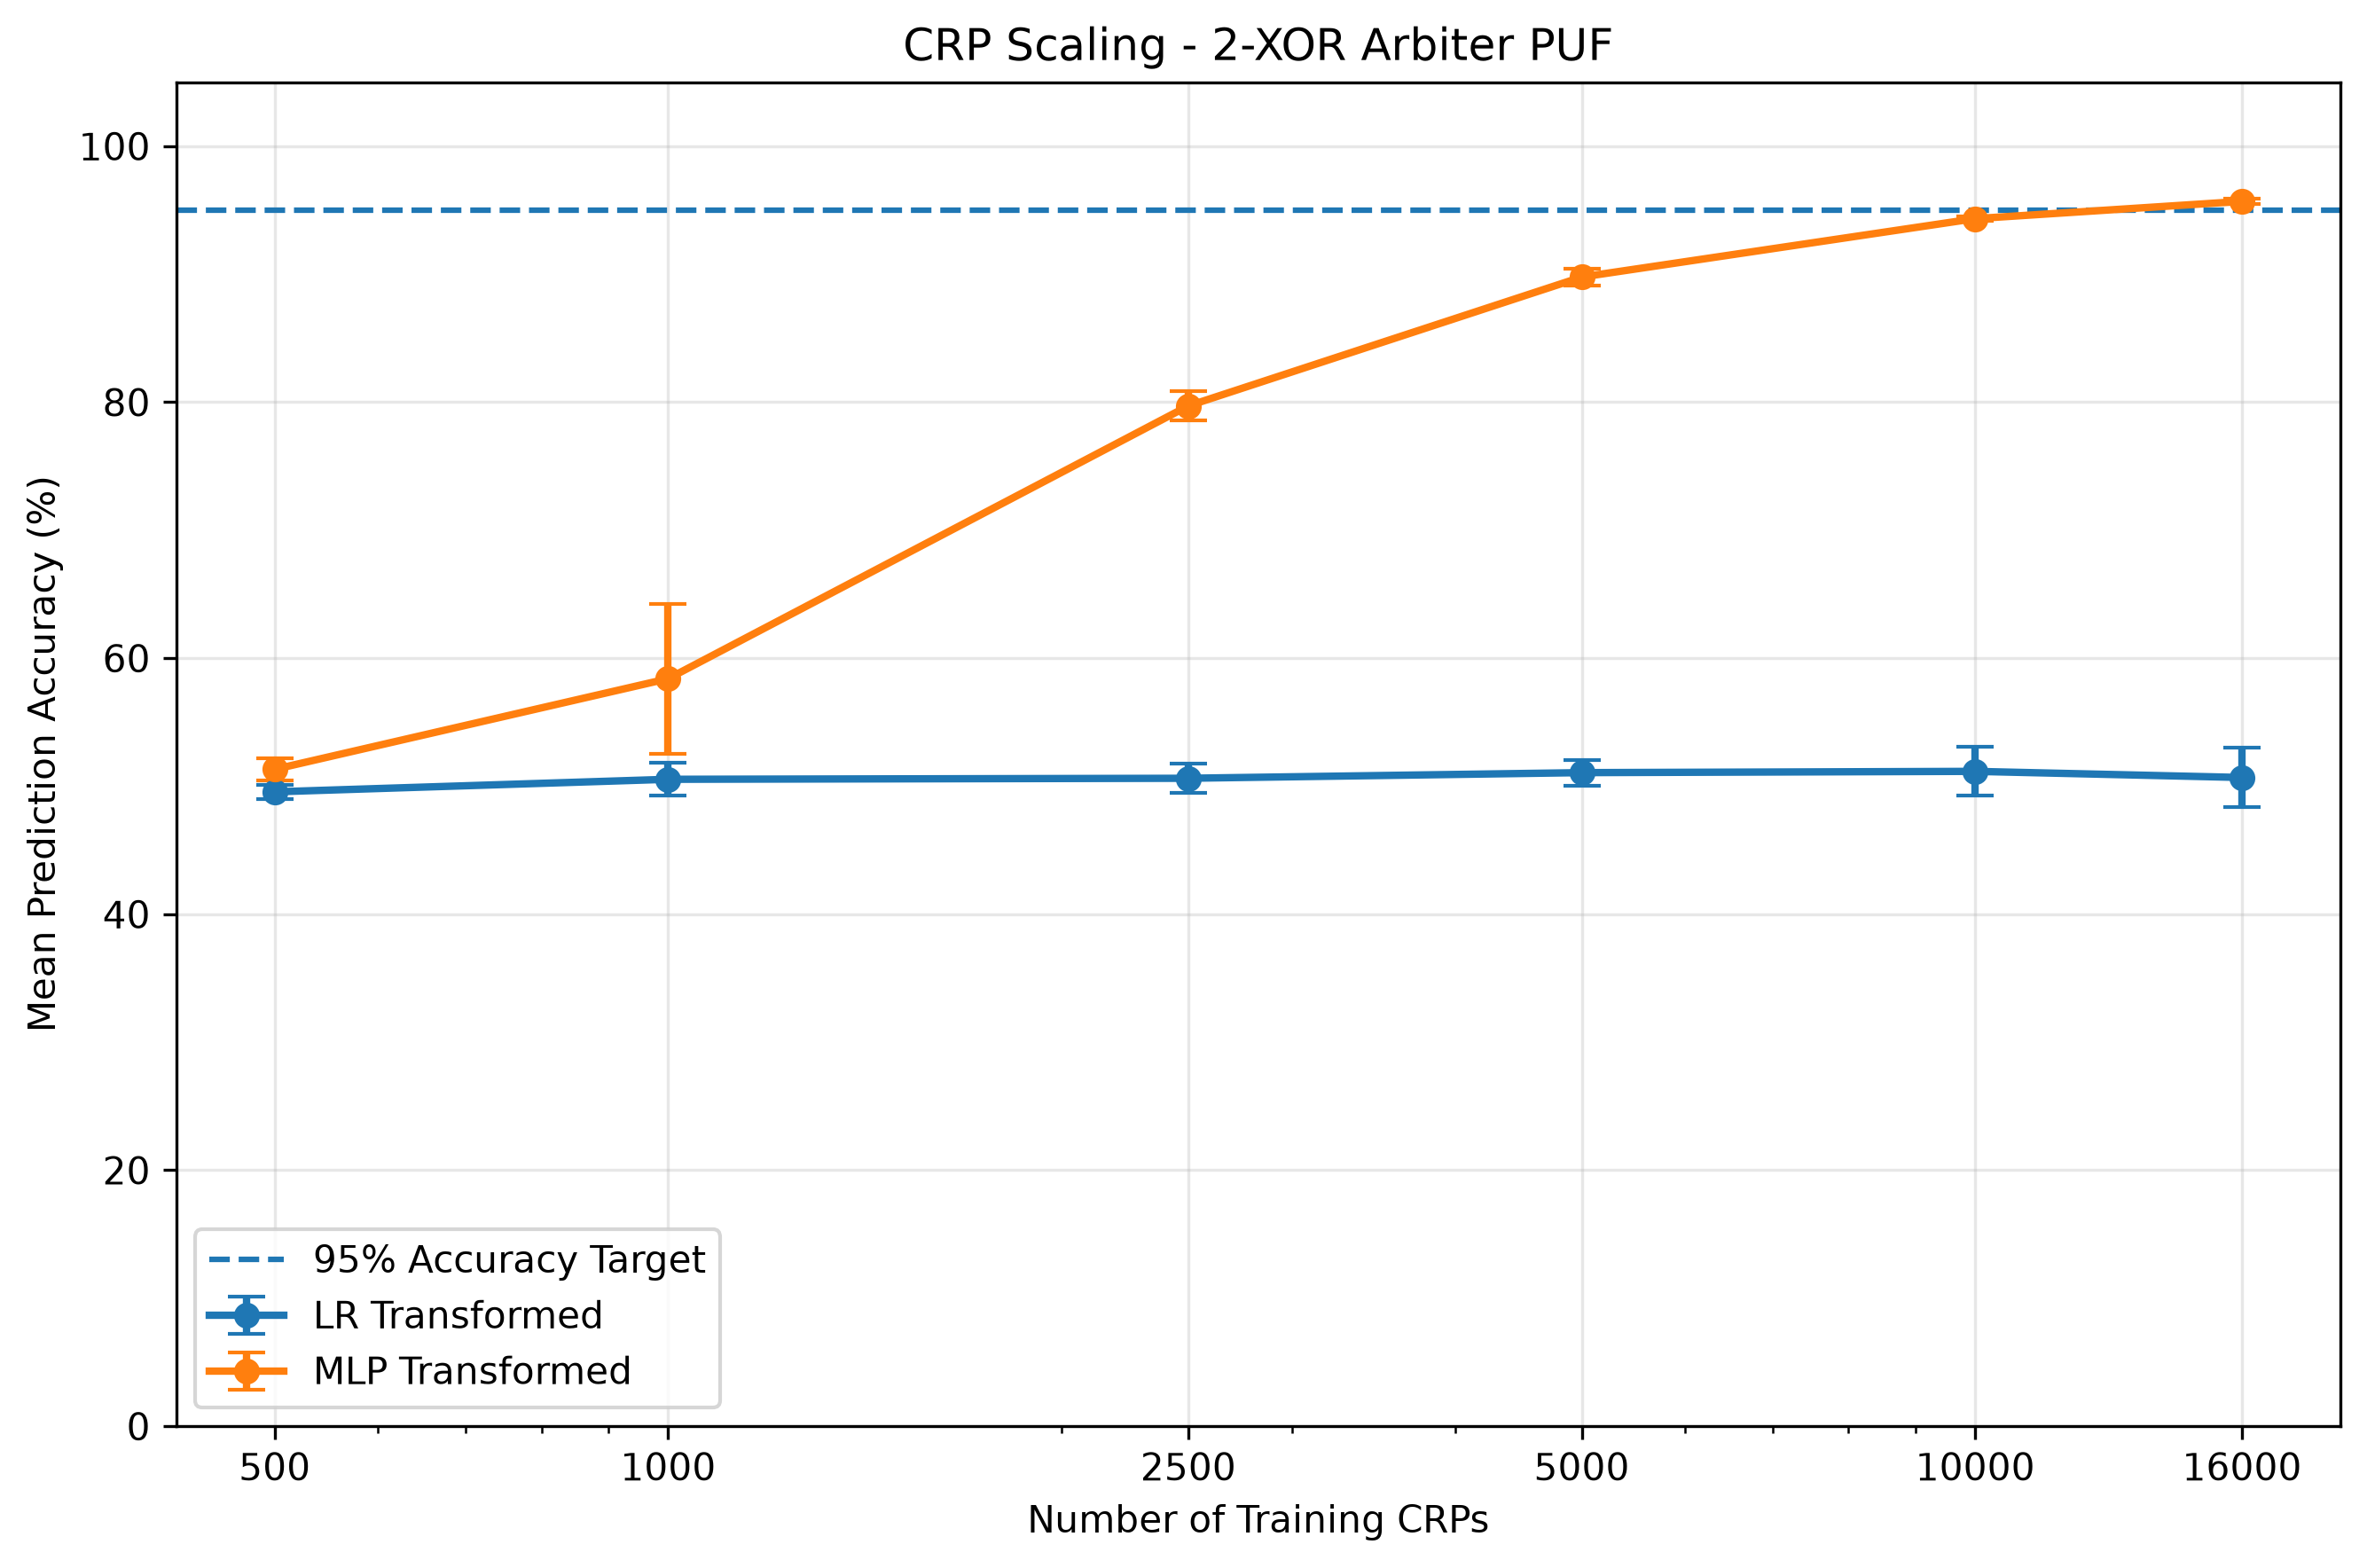 CRP Scaling - 2-XOR Arbiter PUF
Mean Prediction Accuracy (%)
100
80
60
40
20
0
95% Accuracy Target
LR Transformed
MLP Transformed
500 1000 2500 5000 10000 16000
Number of Training CRPs